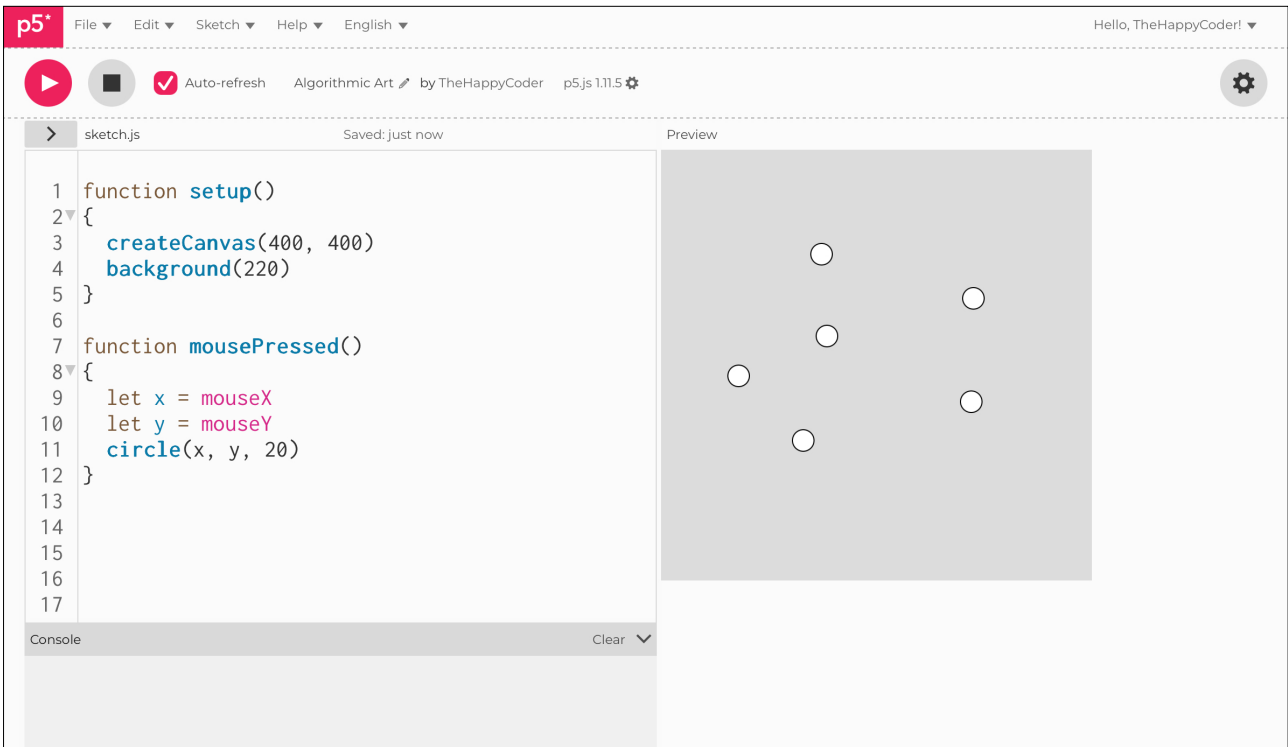 p5* File Edit Sketch Help English Hello, TheHappyCoder!
Auto-refresh Algorithmic Art by TheHappyCoder p5.js 1.11.5
sketch.js Saved: just now Preview
1 function setup()
2 {
3 createCanvas(400, 400)
4 background(220)
5 }
6
7 function mousePressed()
8 {
9 let x = mouseX
10 let y = mouseY
11 circle(x, y, 20)
12 }
13
14
15
16
17
Console Clear